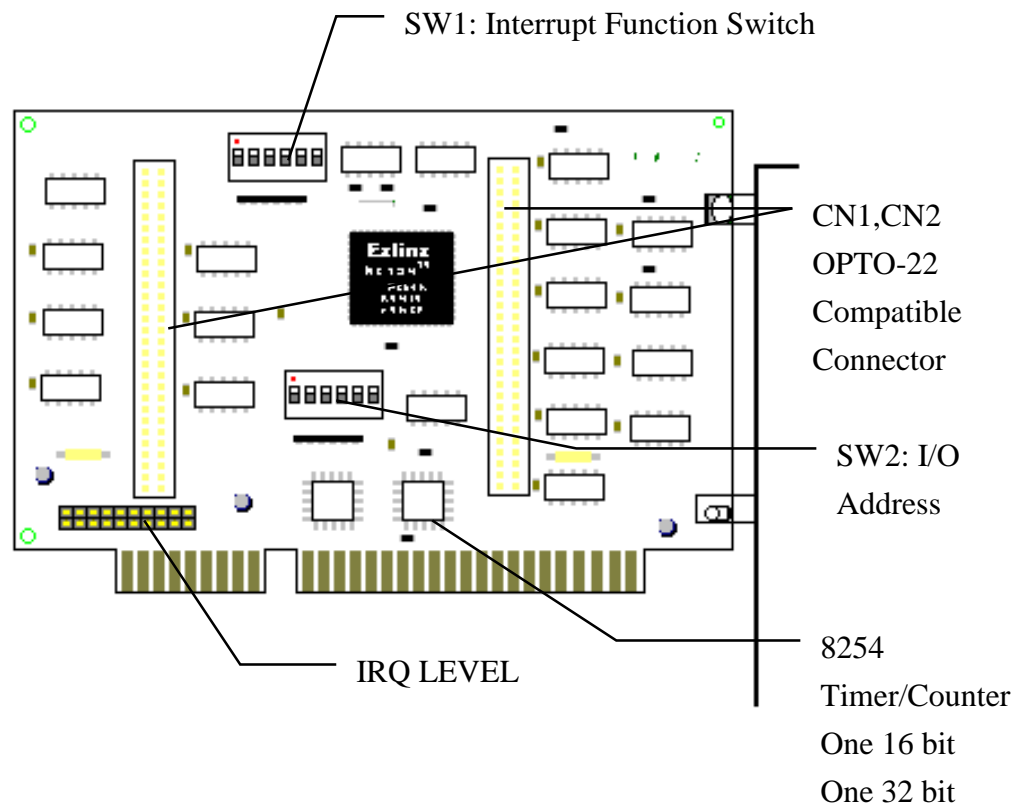 SW1: Interrupt Function Switch
Exlinx
CN1,CN2
OPTO-22
Compatible
Connector
SW2: I/O
Address
IRQ LEVEL
8254
Timer/Counter
One 16 bit
One 32 bit